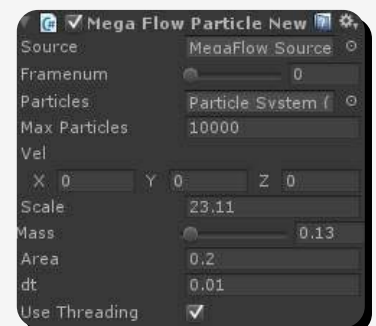 Mega Flow Particle New
Source MegaFlow Source
Framenum 0
Particles Particle System (
Max Particles 10000
Vel
X 0 Y 0 Z 0
Scale 23.11
Mass 0.13
Area 0.2
dt 0.01
Use Threading